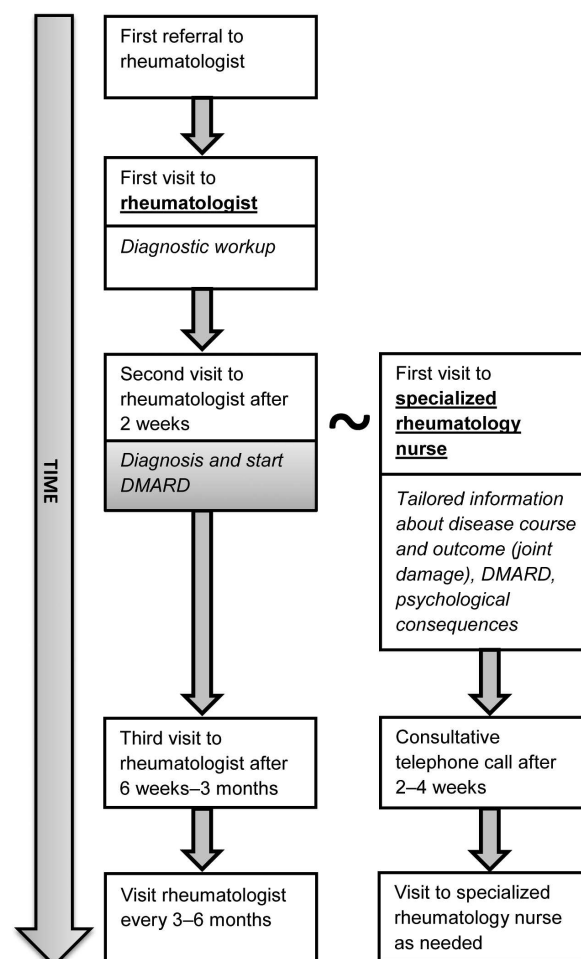 First referral to
rheumatologist
First visit to
rheumatologist
Diagnostic workup
Second visit to
rheumatologist after
2 weeks
Diagnosis and start
DMARD
~
First visit to
specialized
rheumatology
nurse
Tailored information
about disease course
and outcome (joint
damage), DMARD,
psychological
consequences
TIME
Third visit to
rheumatologist after
6 weeks–3 months
Consultative
telephone call after
2–4 weeks
Visit rheumatologist
every 3–6 months
Visit to specialized
rheumatology nurse
as needed